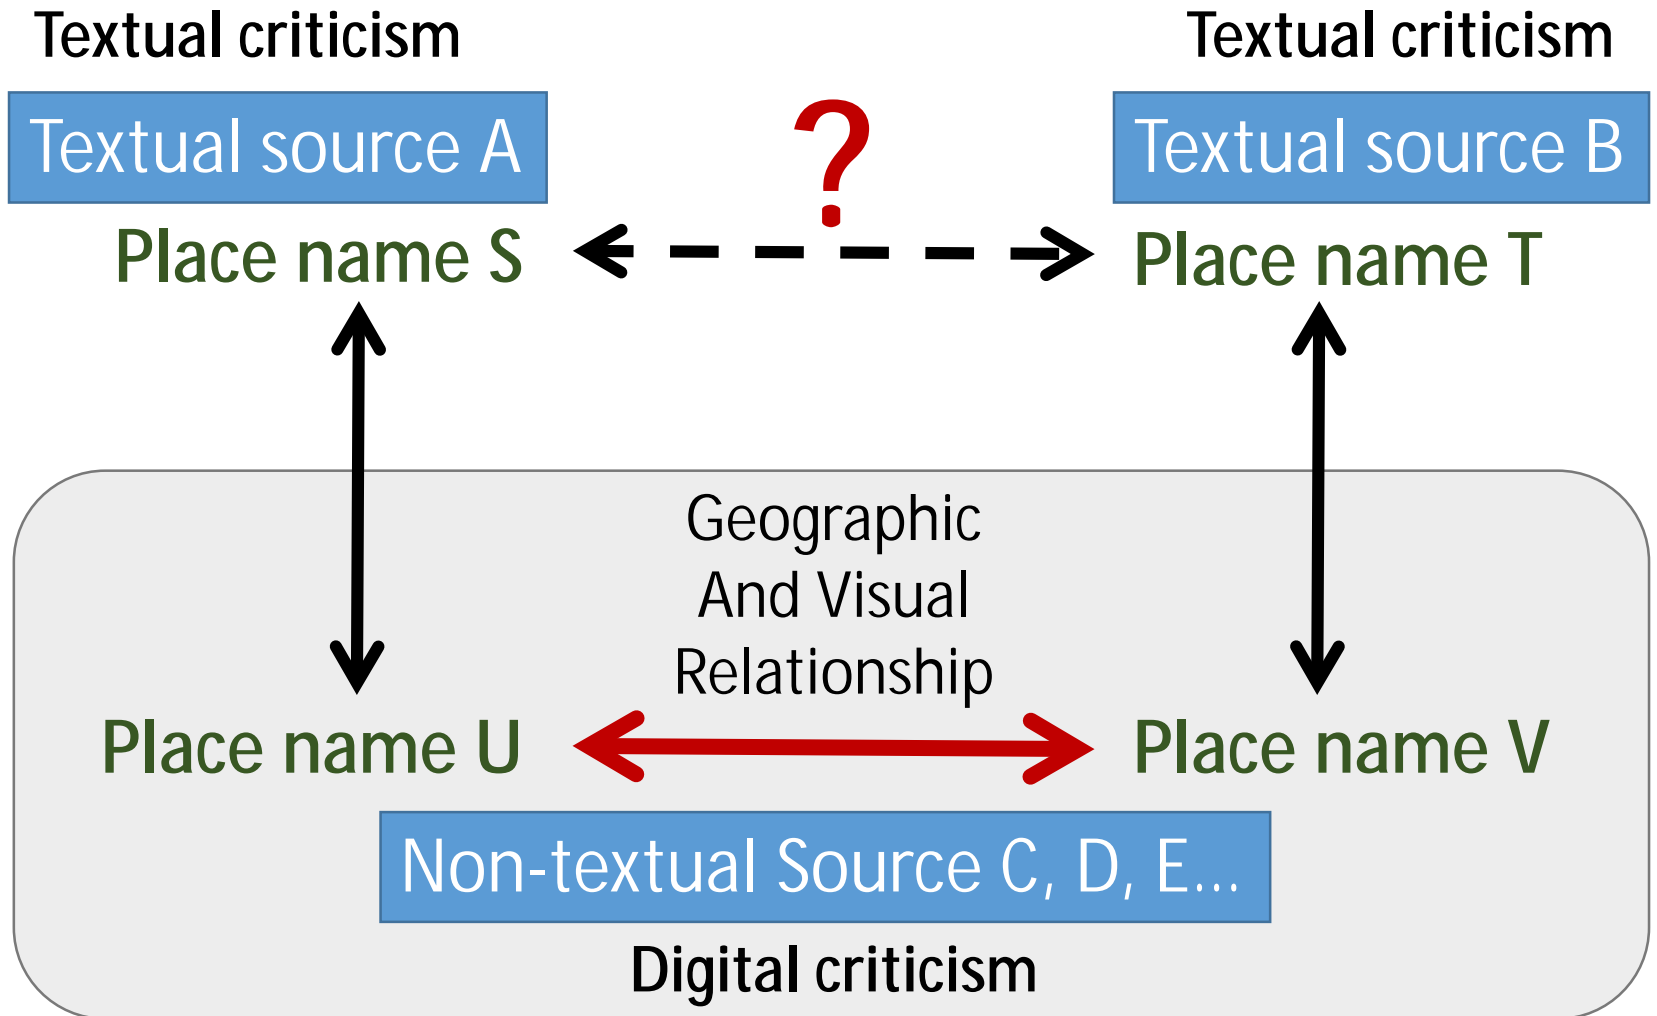 Textual criticism
Textual criticism
Textual source A
?
Textual source B
Place name S
Place name T
Geographic
And Visual
Relationship
Place name U
Place name V
Non-textual Source C, D, E...
Digital criticism